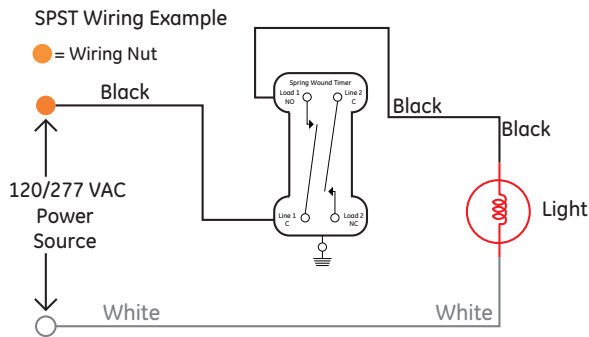 SPST Wiring Example
= Wiring Nut
Black
Spring Wound Timer
Load 1
NO
Line 2
C
Black
Black
120/277 VAC
Power
Source
Line 1
C
Load 2
NC
Light
White
White